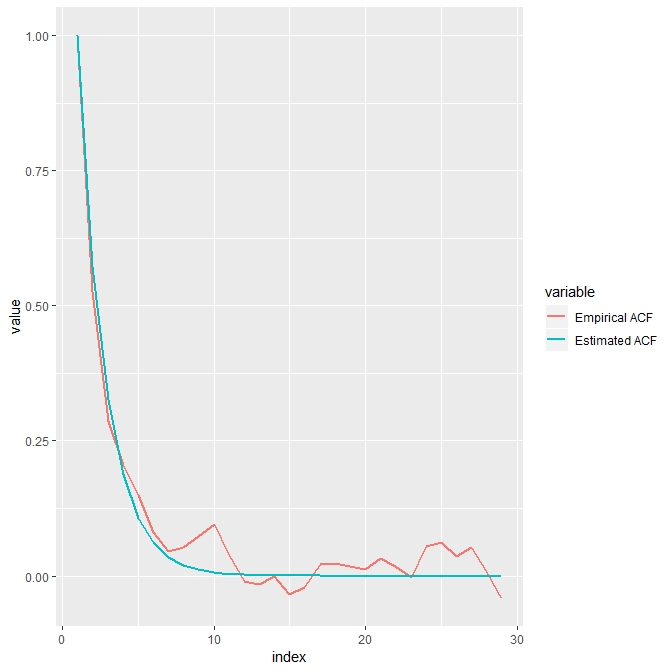 1.00
0.75
0.50
0.25
0.00
value
0
10
20
30
index
variable
Empirical ACF
Estimated ACF